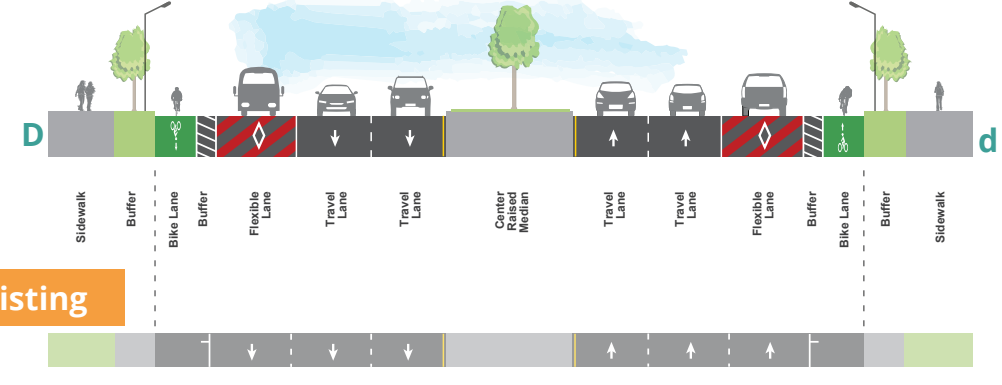 D
d
Sidewalk
Buffer
Bike Lane
Buffer
Flexible
Lane
Travel
Lane
Travel
Lane
Center
Raised
Median
Travel
Lane
Travel
Lane
Flexible
Lane
Buffer
Bike Lane
Buffer
Sidewalk
isting